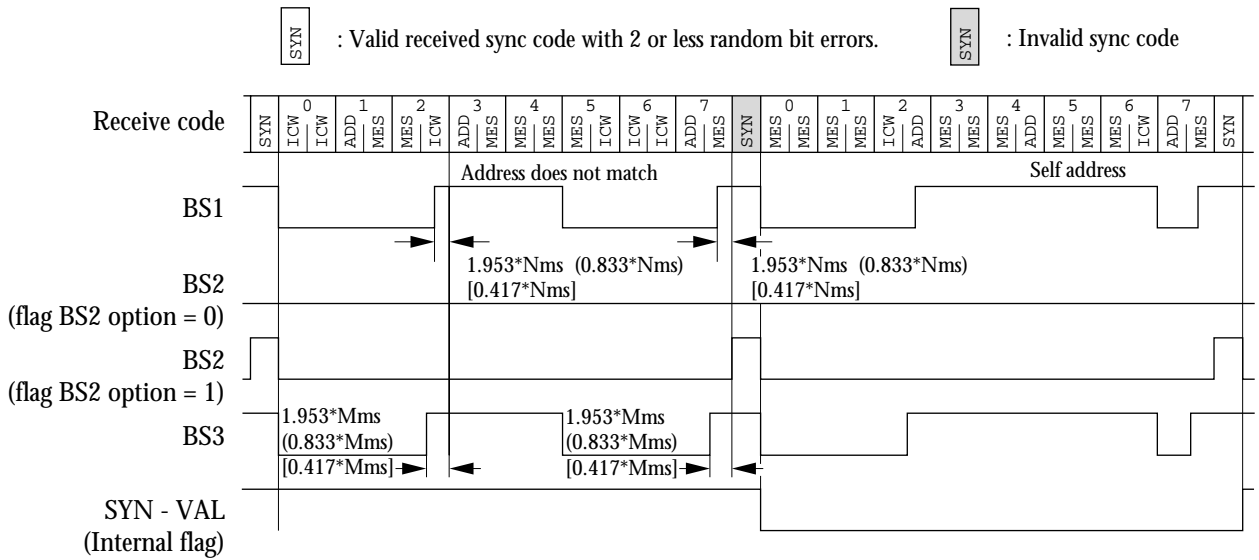 SYN : Valid received sync code with 2 or less random bit errors. SYN : Invalid sync code
0 1 2 3 4 5 6 7 0 1 2 3 4 5 6 7
Receive code SYN ICW ICW ADD MES MES ICW ADD MES MES MES MES ICW ICW ICW ADD MES SYN MES MES MES MES ICW ADD MES MES MES ADD MES MES MES ICW ADD MES SYN
Address does not match Self address
BS1
1.953*Nms (0.833*Nms) 1.953*Nms (0.833*Nms)
BS2 [0.417*Nms] [0.417*Nms]
(flag BS2 option = 0)
BS2
(flag BS2 option = 1)
1.953*Mms 1.953*Mms
BS3 (0.833*Mms) (0.833*Mms)
[0.417*Mms] [0.417*Mms]
SYN - VAL
(Internal flag)